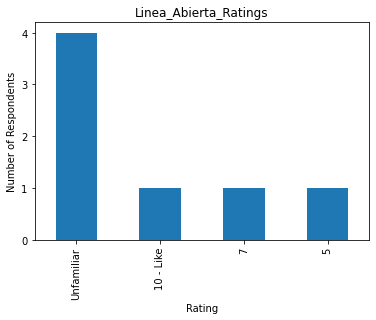 Linea_Abierta_Ratings
Number of Respondents
4
3
2
1
0
Unfamiliar
10 - Like
7
5
Rating